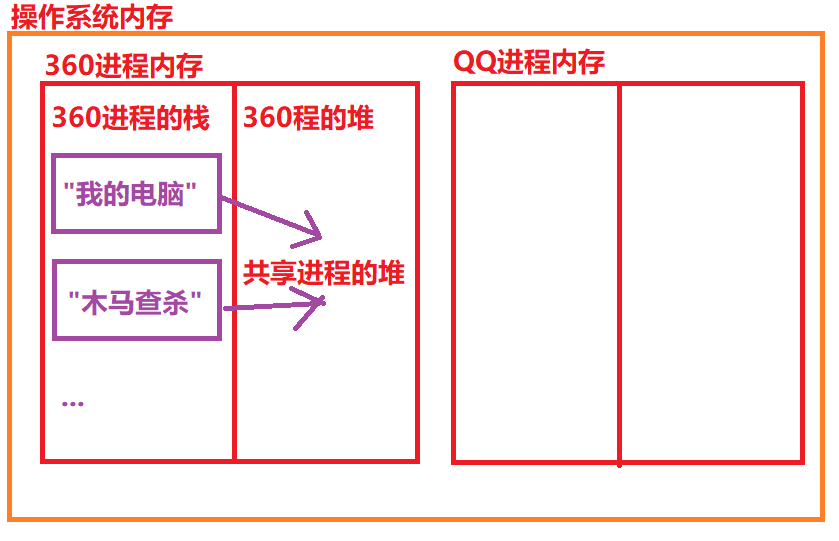 操作系统内存
360进程内存
QQ进程内存
360进程的栈
360程的堆
"我的电脑"
共享进程的堆
"木马查杀"
...